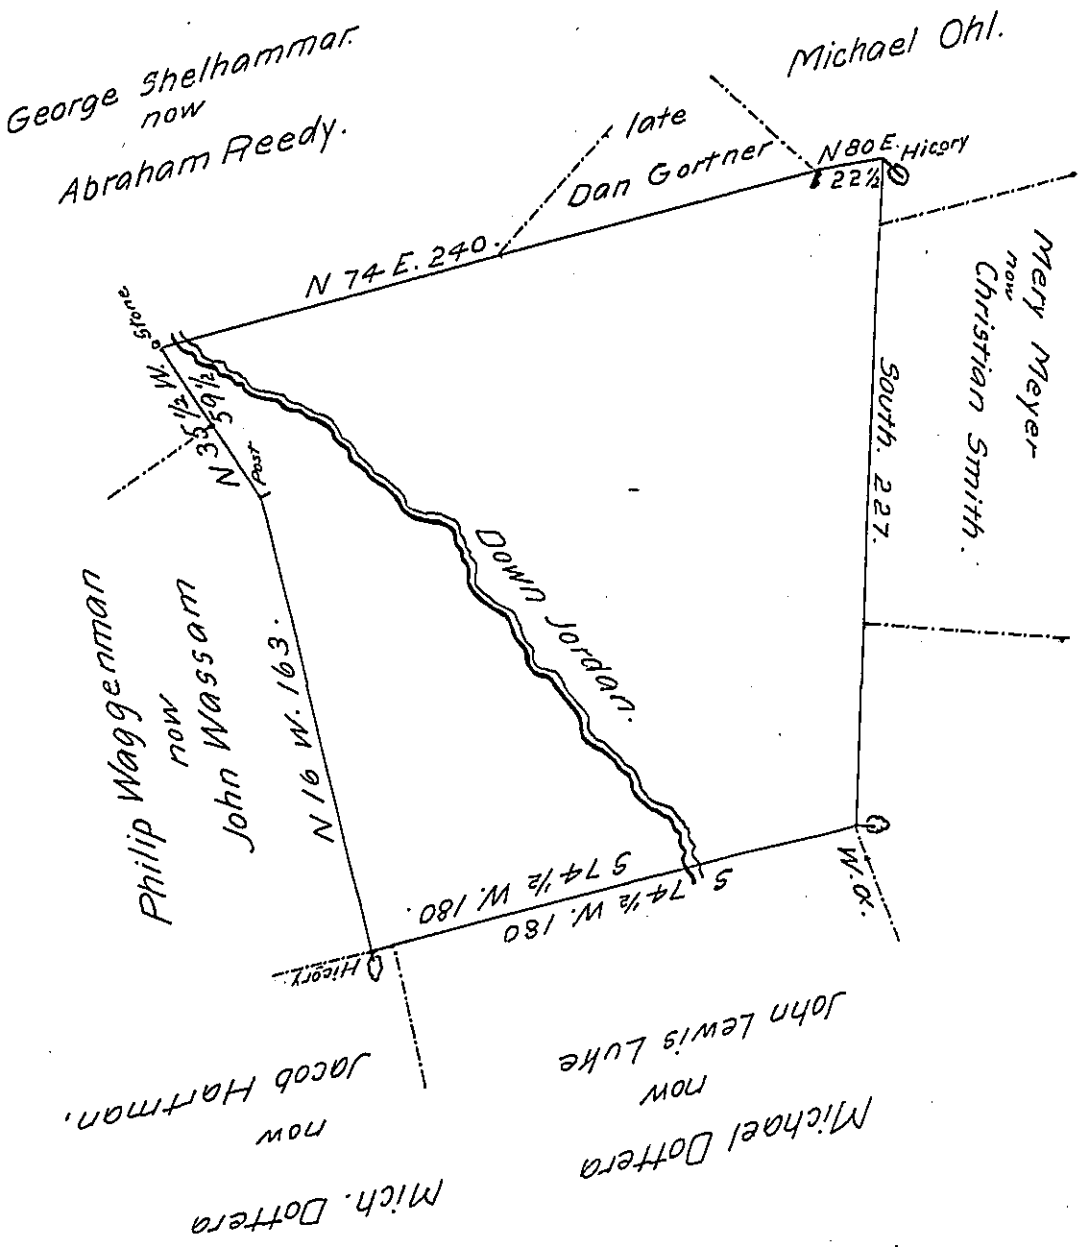 George Shelhammar.
now
Abraham Reedy.
late
Dan Gortner
Michael Ohl.
N 80 E.
22½
Hicory
N 74 E. 240.
Stone
N 35½ W.
59½
Post
Mery Meyer
now
Christian Smith.
South. 227.
Down Jordan.
Philip Waggenman
now
John Wassam
N 16 W. 163.
S 74½ W. 180.
S 74½ W. 180
W.O.
Hicory.
John Lewis Luke
now
Michael Dottera
Jacob Hartman.
now
Mich. Dottera